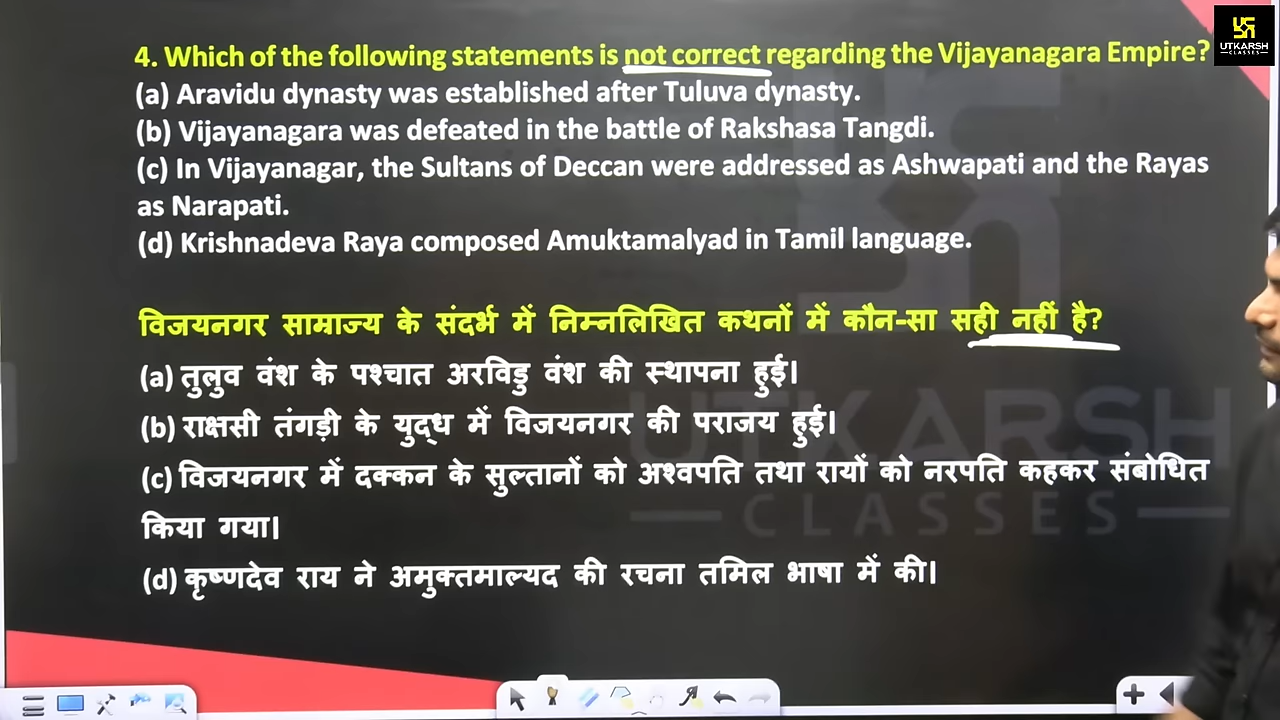 UTKARSH
CLASSES
4. Which of the following statements is not correct regarding the Vijayanagara Empire?
(a) Aravidu dynasty was established after Tuluva dynasty.
(b) Vijayanagara was defeated in the battle of Rakshasa Tangdi.
(c) In Vijayanagar, the Sultans of Deccan were addressed as Ashwapati and the Rayas
as Narapati.
(d) Krishnadeva Raya composed Amuktamalyad in Tamil language.
विजयनगर साम्राज्य के संदर्भ में निम्नलिखित कथनों में कौन-सा सही नहीं है?
(a) तुलुव वंश के पश्चात अरविडु वंश की स्थापना हुई।
(b) राक्षसी तंगड़ी के युद्ध में विजयनगर की पराजय हुई।
(c) विजयनगर में दक्कन के सुल्तानों को अश्वपति तथा रायों को नरपति कहकर संबोधित
किया गया।
(d) कृष्णदेव राय ने अमुक्तमाल्यद की रचना तमिल भाषा में की।
UTKARSH
CLASSES